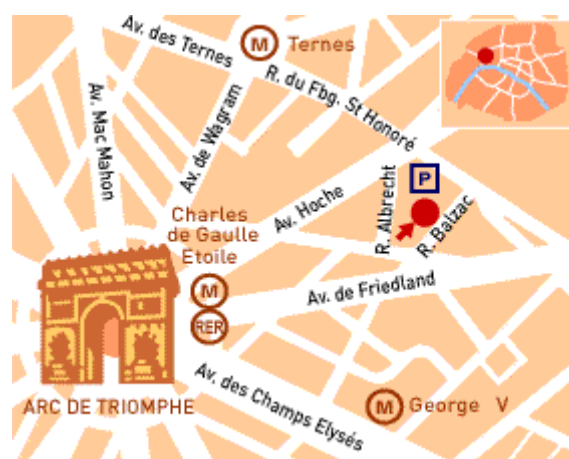 Av. des Ternes
M
Ternes
R. du Fbg. St Honoré
Av. Mac Mahon
Av. de Wagram
P
R. Albrecht
R. Balzac
Av. Hoche
Charles
de Gaulle
Etoile
M
RER
Av. de Friedland
Av. des Champs Elysés
M
George V
ARC DE TRIOMPHE